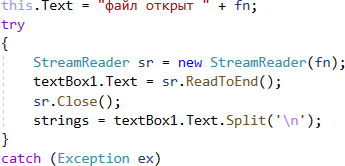 this.Text = "файл открыт " + fn;
try
{
StreamReader sr = new StreamReader(fn);
textBox1.Text = sr.ReadToEnd();
sr.Close();
strings = textBox1.Text.Split('\n');
}
catch (Exception ex)